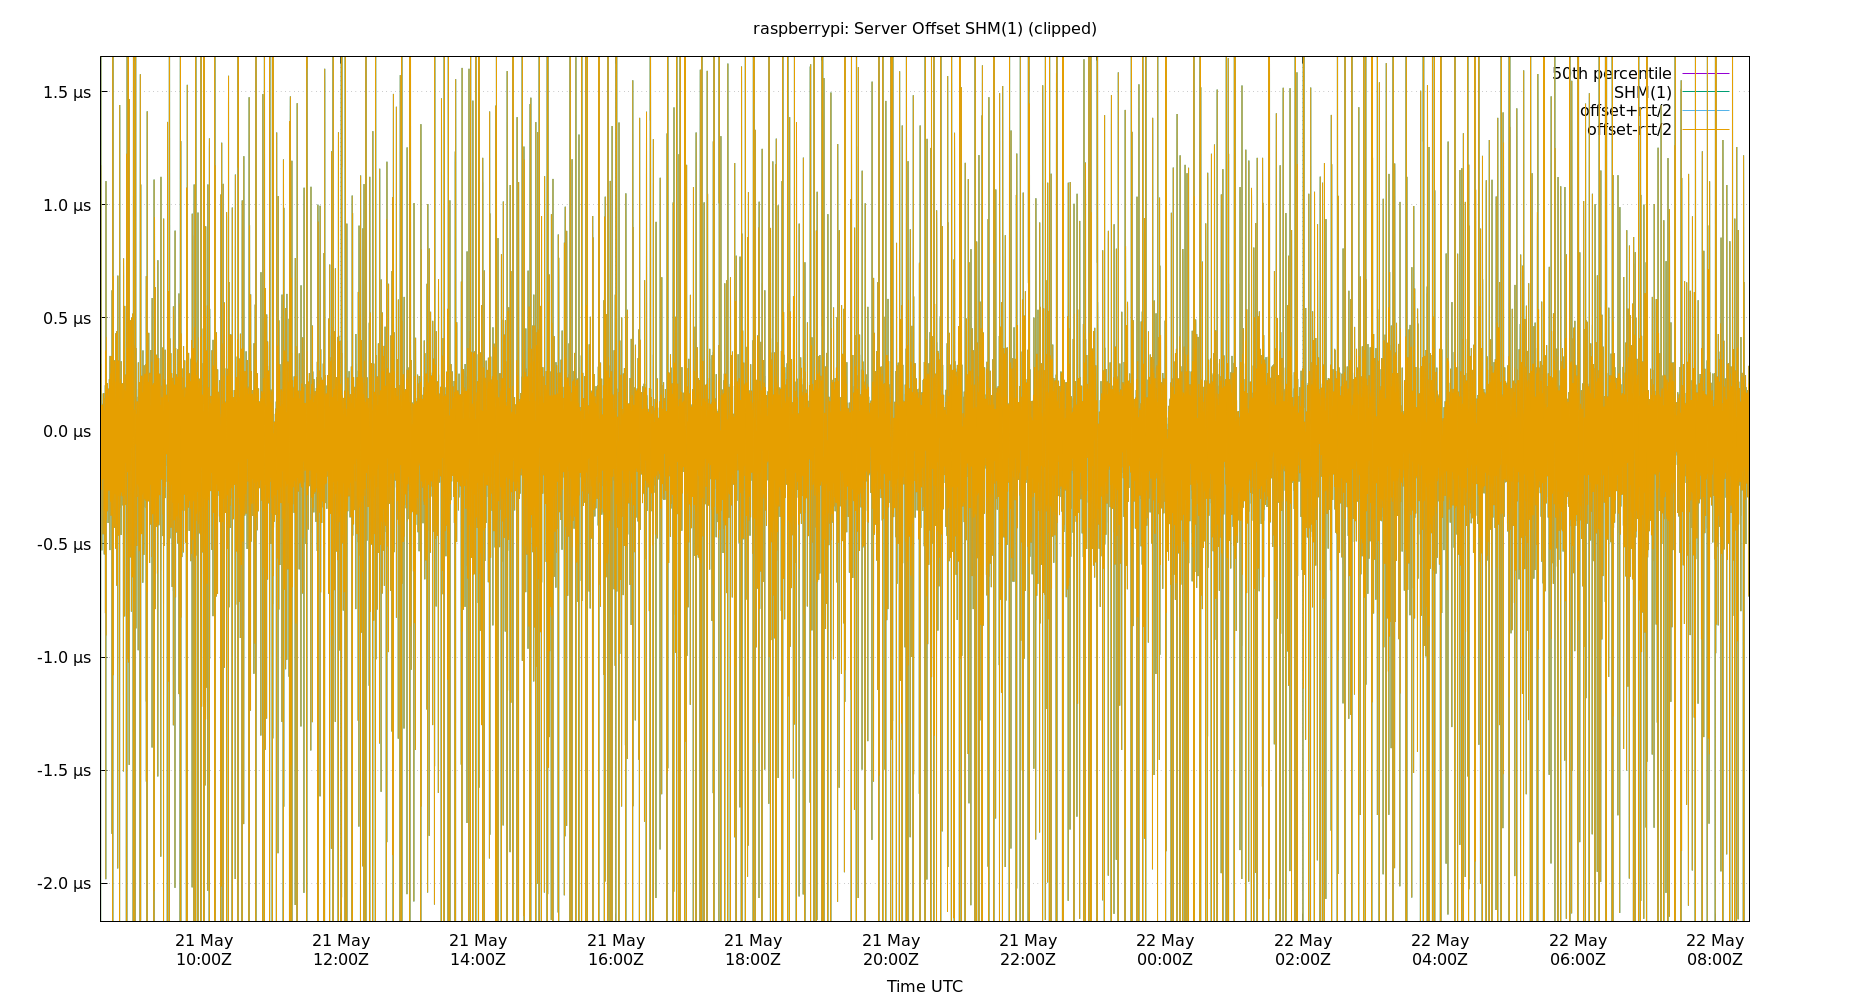 raspberrypi: Server Offset SHM(1) (clipped)
50th percentile
SHM(1)
offset+rtt/2
offset-rtt/2
1.5 µs
1.0 µs
0.5 µs
0.0 µs
-0.5 µs
-1.0 µs
-1.5 µs
-2.0 µs
21 May 21 May 21 May 21 May 21 May 21 May 21 May 22 May 22 May 22 May 22 May 22 May
10:00Z 12:00Z 14:00Z 16:00Z 18:00Z 20:00Z 22:00Z 00:00Z 02:00Z 04:00Z 06:00Z 08:00Z
Time UTC